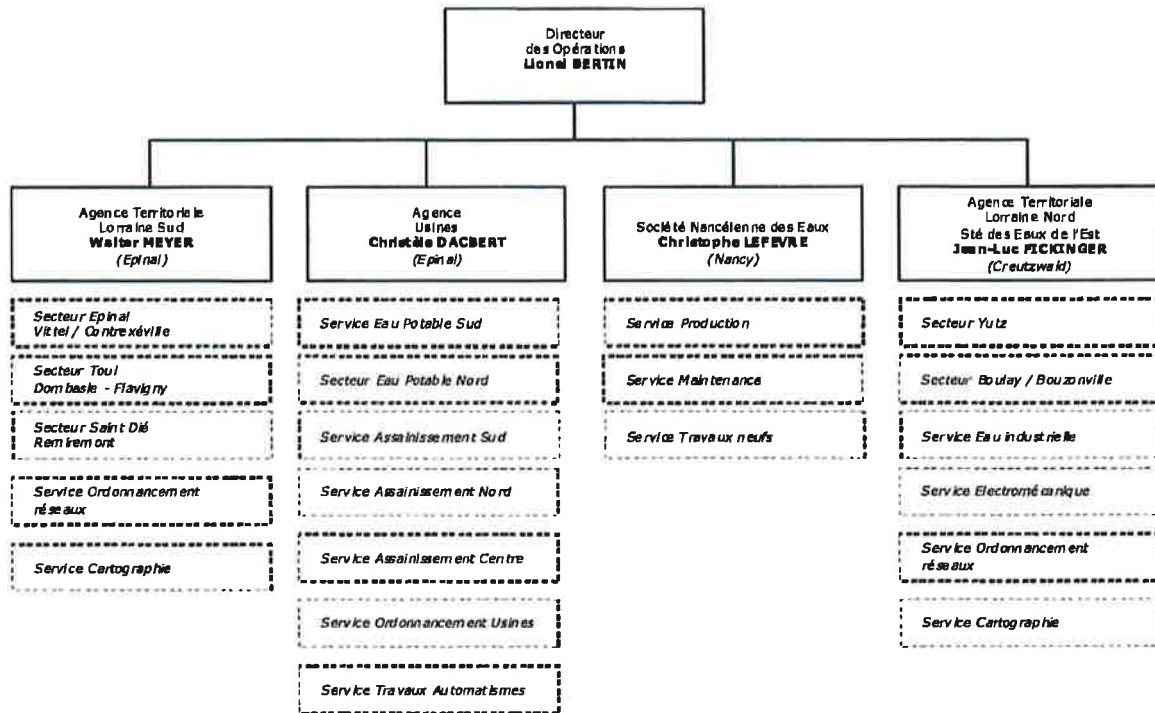 Directeur
des Opérations
Lionel BERTIN
Agence Territoriale
Lorraine Sud
Walter MEYER
(Epinal)
Secteur Epinal
Vittel / Contrexéville
Secteur Toul
Dombasle - Flavigny
Secteur Saint Dié
Remiremont
Service Ordonnancement
réseaux
Service Cartographie
Agence
Usines
Christèle DACBERT
(Epinal)
Service Eau Potable Sud
Secteur Eau Potable Nord
Service Assainissement Sud
Service Assainissement Nord
Service Assainissement Centre
Service Ordonnancement Usines
Service Travaux Automatismes
Société Nancéienne des Eaux
Christophe LEFEVRE
(Nancy)
Service Production
Service Maintenance
Service Travaux neufs
Agence Territoriale
Lorraine Nord
Sté des Eaux de l'Est
Jean-Luc FICKINGER
(Creutzwald)
Secteur Yutz
Secteur Boulay / Bouzonville
Service Eau industrielle
Service Electromécanique
Service Ordonnancement
réseaux
Service Cartographie